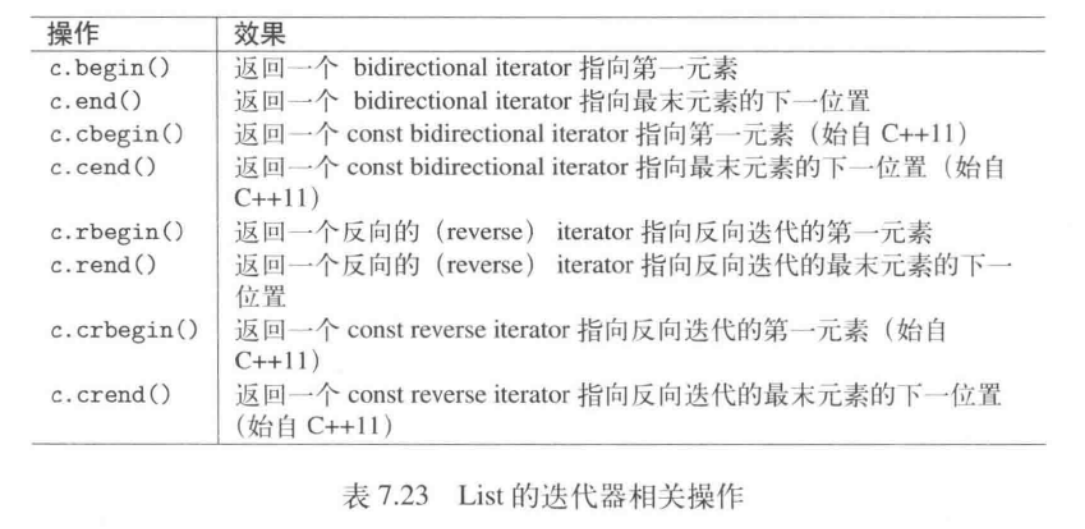 操作 效果
c.begin() 返回一个 bidirectional iterator 指向第一元素
c.end() 返回一个 bidirectional iterator 指向最末元素的下一位置
c.cbegin() 返回一个 const bidirectional iterator 指向第一元素（始自 C++11）
c.cend() 返回一个 const bidirectional iterator 指向最末元素的下一位置（始自
C++11）
c.rbegin() 返回一个反向的（reverse） iterator 指向反向迭代的第一元素
c.rend() 返回一个反向的（reverse） iterator 指向反向迭代的最末元素的下一
位置
c.crbegin() 返回一个 const reverse iterator 指向反向迭代的第一元素（始自
C++11）
c.crend() 返回一个 const reverse iterator 指向反向迭代的最末元素的下一位置
（始自 C++11）
表 7.23 List 的迭代器相关操作